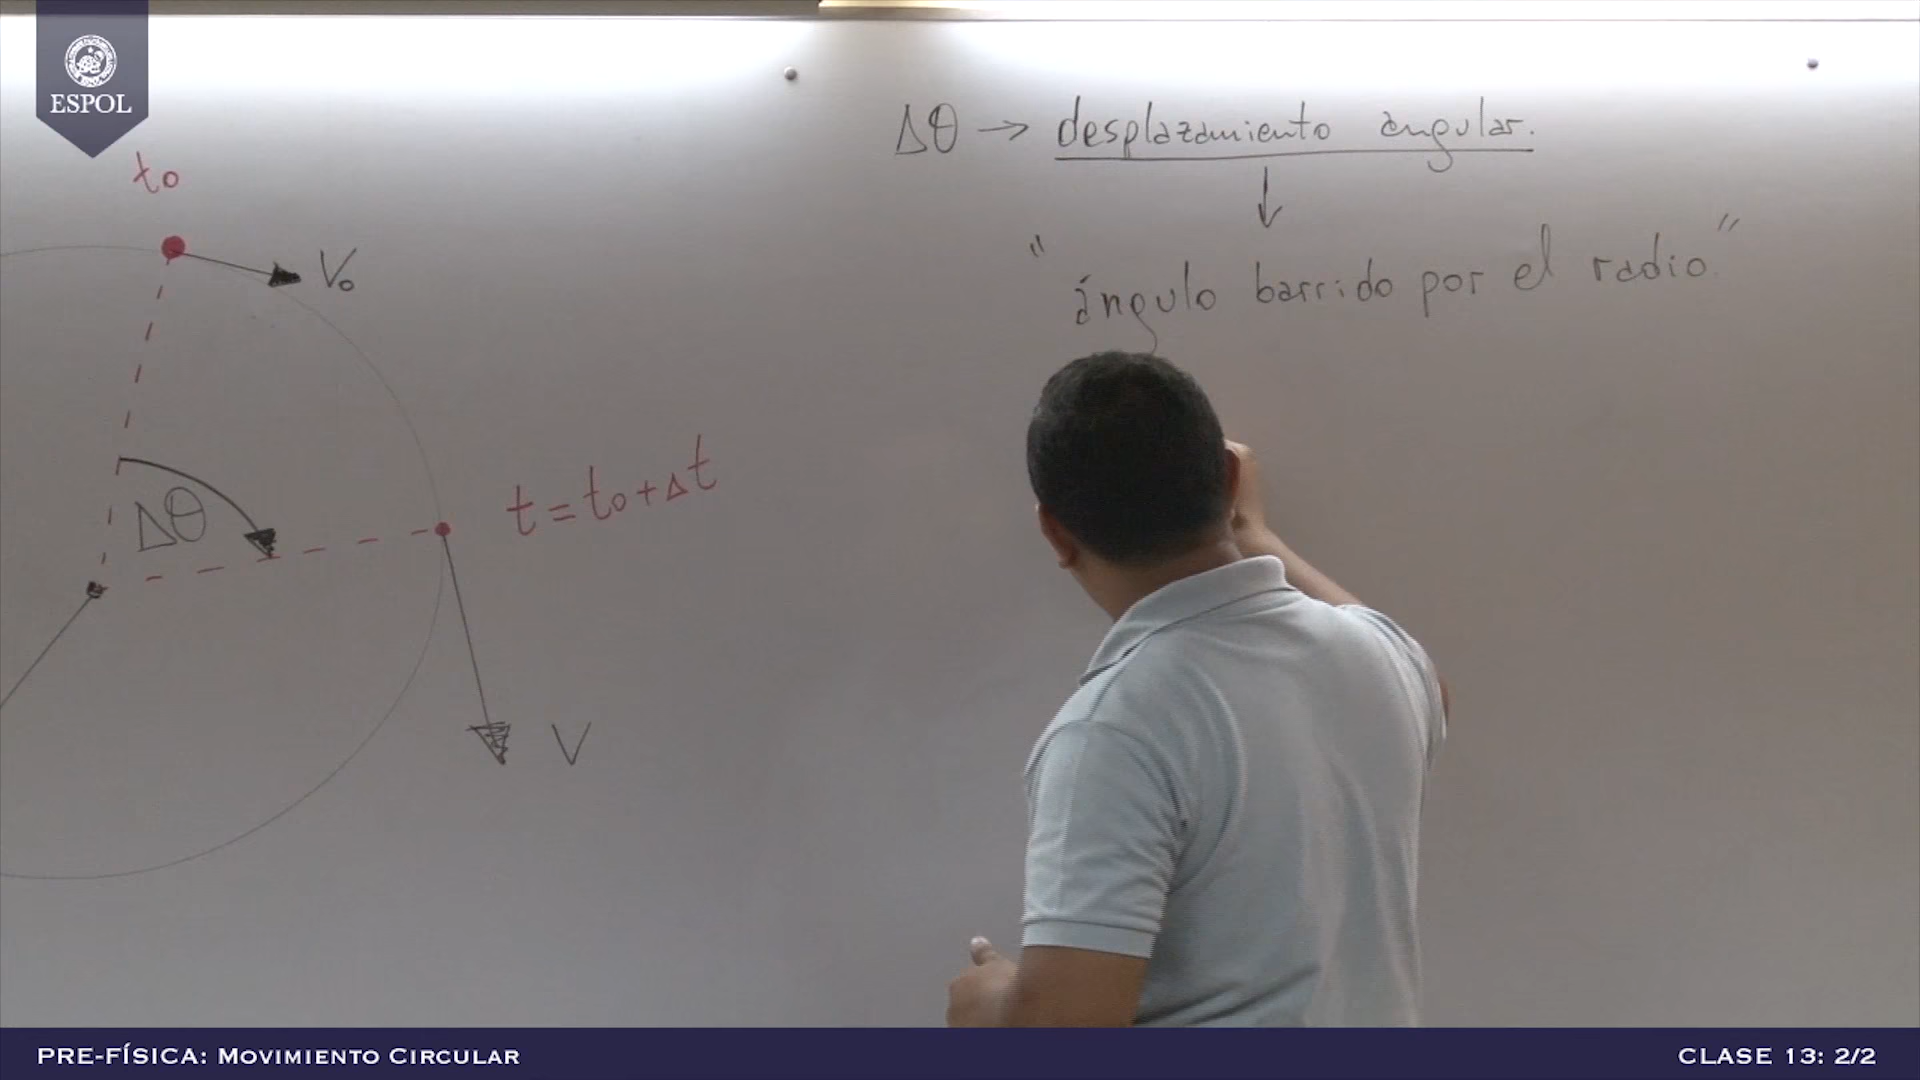 ESPOL
Δθ → desplazamiento angular.
"ángulo barrido por el radio."
t₀
V₀
Δθ
t = t₀ + Δt
V
PRE-FÍSICA: MOVIMIENTO CIRCULAR
CLASE 13: 2/2